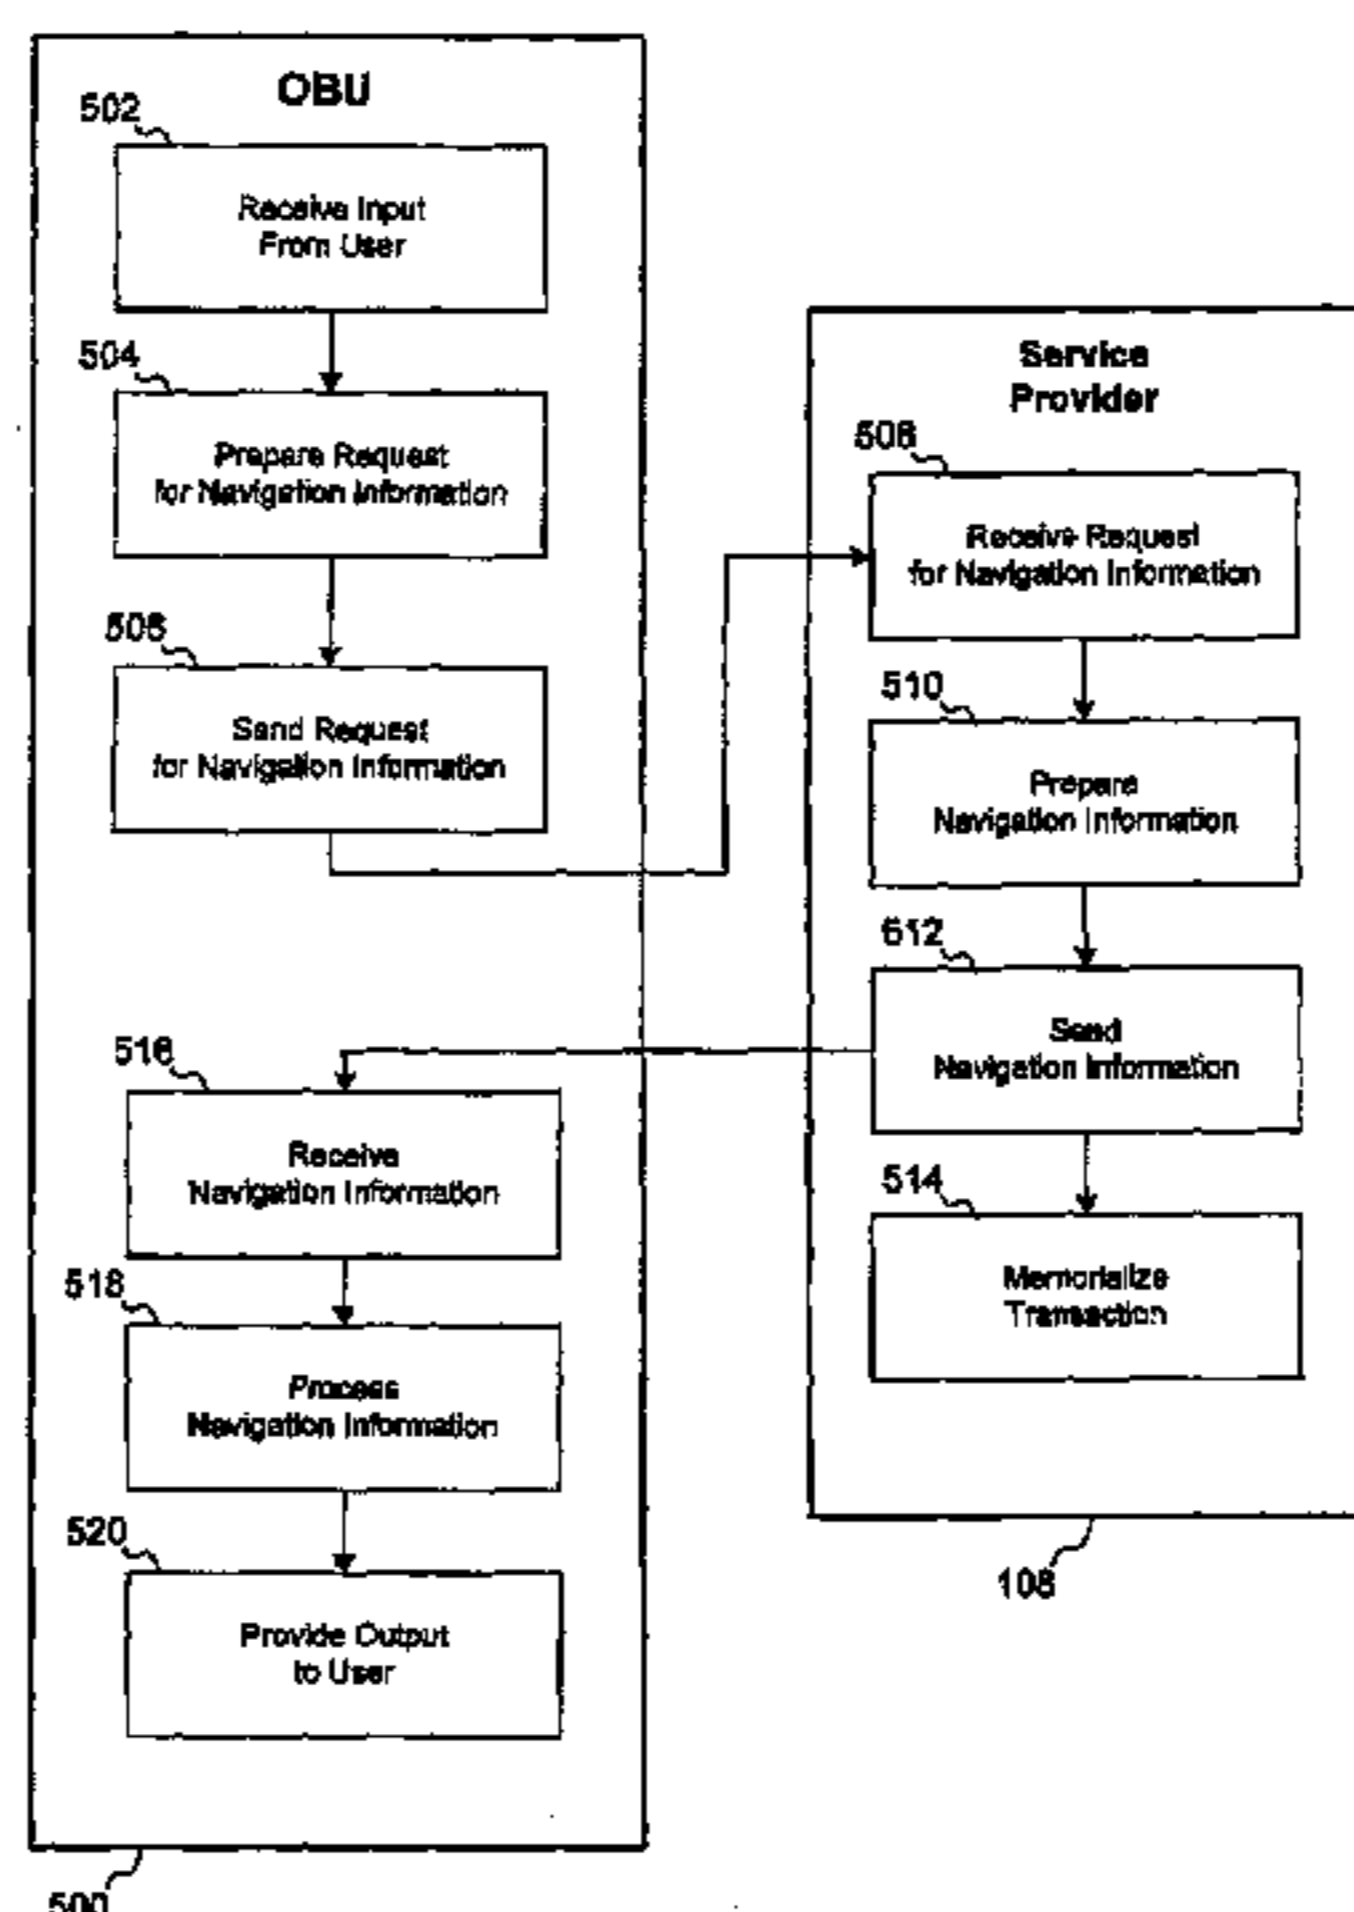 OBU
502
Receive Input
From User
504
Prepare Request
for Navigation Information
506
Send Request
for Navigation Information
516
Receive
Navigation Information
518
Process
Navigation Information
520
Provide Output
to User
500
Service
Provider
508
Receive Request
for Navigation Information
510
Prepare
Navigation Information
512
Send
Navigation Information
514
Memorialize
Transaction
108